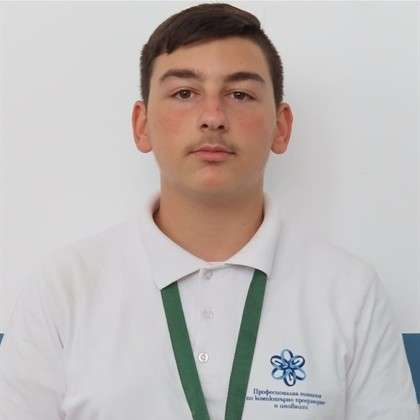 Професионална гимназия
по компютърно програмиране
и иновации